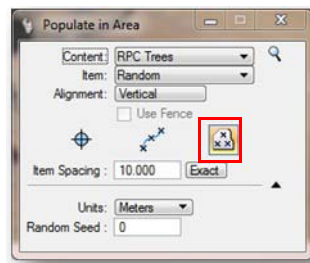 Populate in Area
Content: RPC Trees
Item: Random
Alignment: Vertical
Use Fence
Item Spacing : 10.000 Exact
Units: Meters
Random Seed : 0